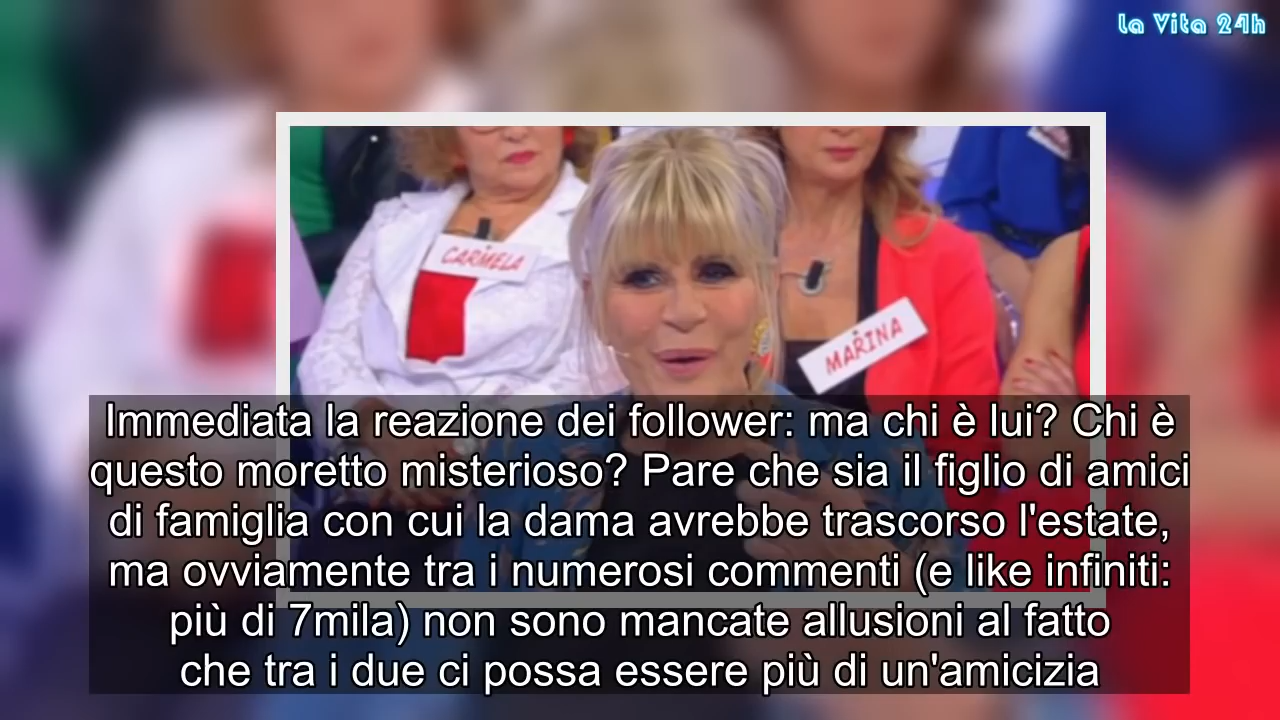 La Vita 24h
CARMELA
MARINA
Immediata la reazione dei follower: ma chi è lui? Chi è
questo moretto misterioso? Pare che sia il figlio di amici
di famiglia con cui la dama avrebbe trascorso l'estate,
ma ovviamente tra i numerosi commenti (e like infiniti:
più di 7mila) non sono mancate allusioni al fatto
che tra i due ci possa essere più di un'amicizia